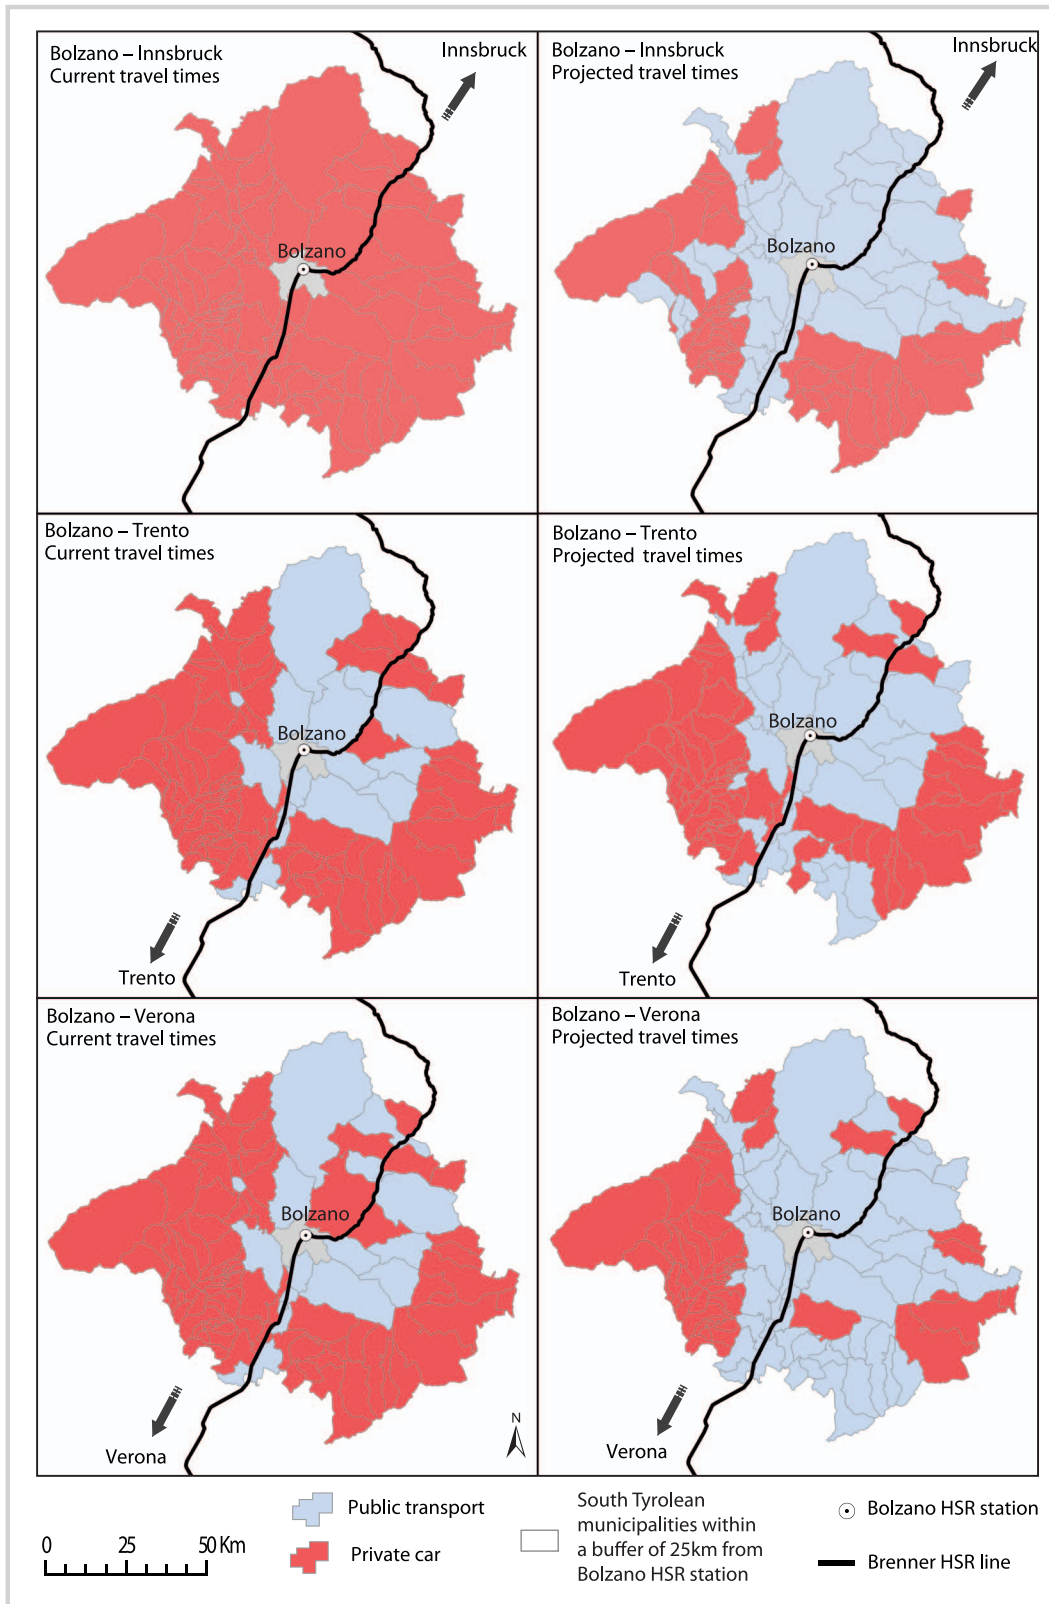 Bolzano – Innsbruck
Current travel times
Innsbruck
Bolzano
Bolzano – Innsbruck
Projected travel times
Innsbruck
Bolzano
Bolzano – Trento
Current travel times
Bolzano
Trento
Bolzano – Trento
Projected travel times
Bolzano
Trento
Bolzano – Verona
Current travel times
Bolzano
Verona
N
Bolzano – Verona
Projected travel times
Bolzano
Verona
0 25 50 Km
Public transport
Private car
South Tyrolean
municipalities within
a buffer of 25km from
Bolzano HSR station
Bolzano HSR station
Brenner HSR line